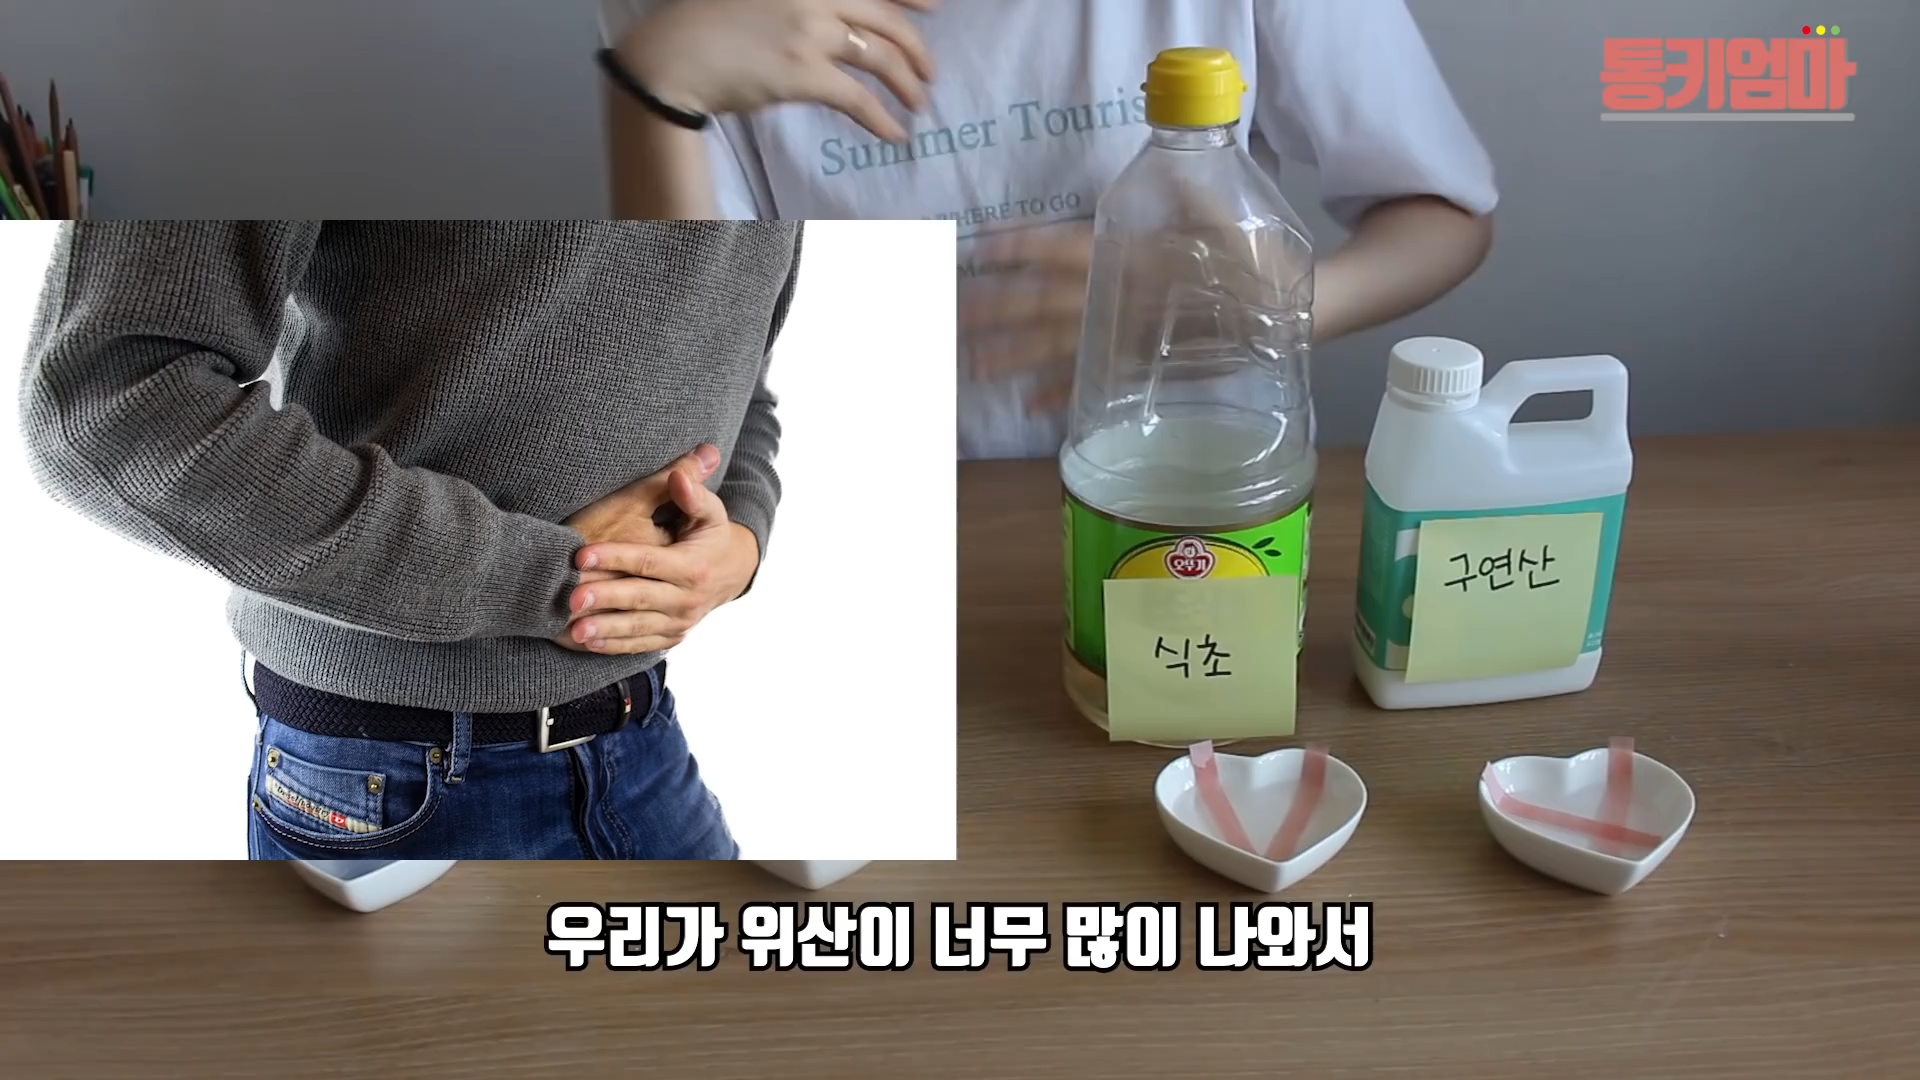 통키엄마
Summer Touris
WHERE TO GO
오뚜기
구연산
식초
우리가 위산이 너무 많이 나와서